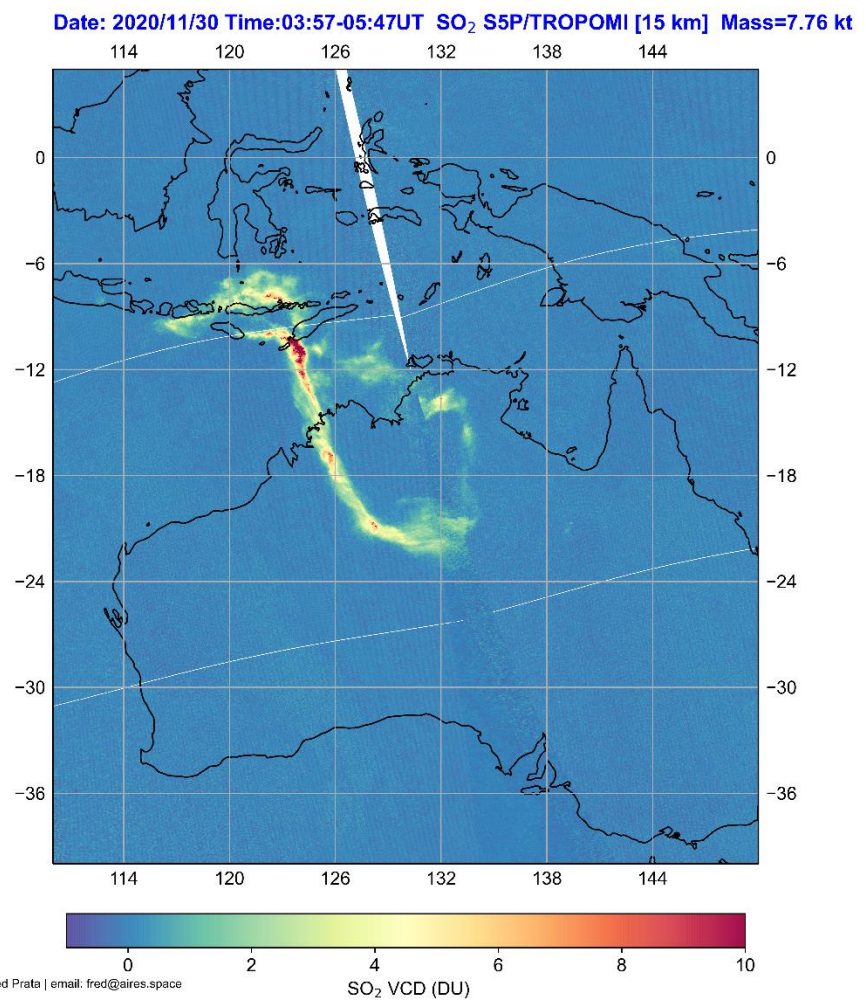 Date: 2020/11/30 Time:03:57-05:47UT SO₂ S5P/TROPOMI [15 km] Mass=7.76 kt
114 120 126 132 138 144
0 0
−6 −6
−12 −12
−18 −18
−24 −24
−30 −30
−36 −36
114 120 126 132 138 144
0 2 4 6 8 10
ed Prata | email: fred@aires.space
SO₂ VCD (DU)